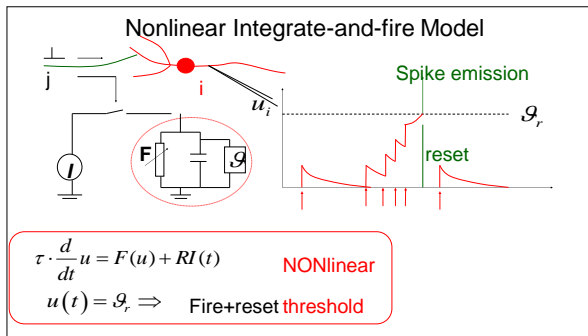 Nonlinear Integrate-and-fire Model
j
i
u_i
Spike emission
ϑ_r
reset
I
F
ϑ
τ · d/dt u = F(u) + RI(t)
NONlinear
u(t) = ϑ_r ⇒ Fire+reset threshold